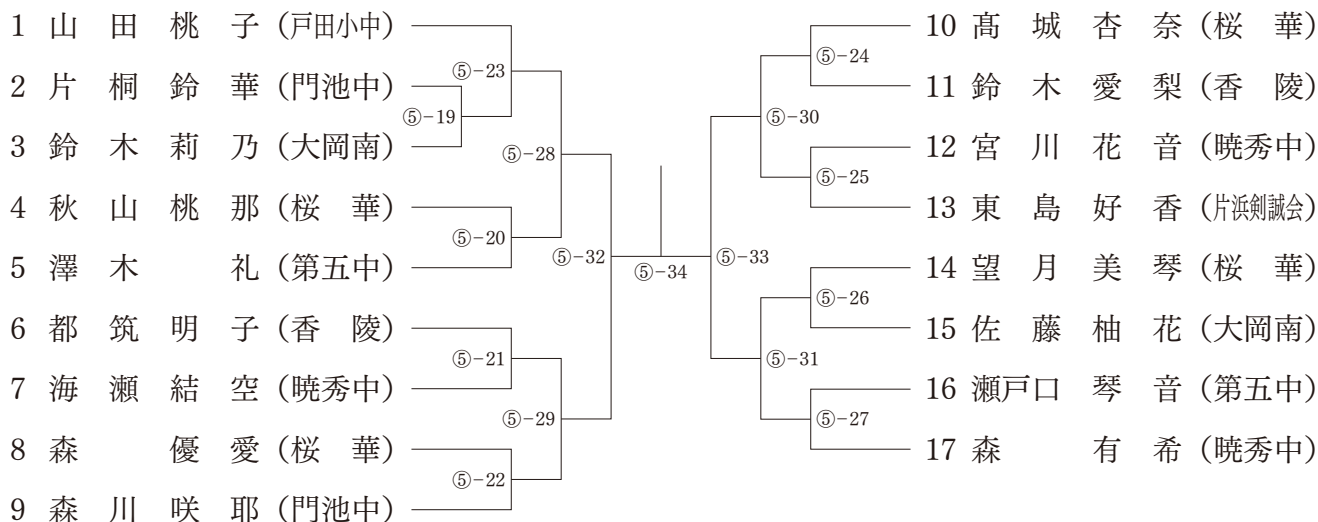 1 山田桃子(戸田小中)
2 片桐鈴華(門池中)
3 鈴木莉乃(大岡南)
4 秋山桃那(桜華)
5 澤木礼(第五中)
6 都筑明子(香陵)
7 海瀬結空(暁秀中)
8 森優愛(桜華)
9 森川咲耶(門池中)
⑤-19
⑤-23
⑤-20
⑤-21
⑤-22
⑤-28
⑤-29
⑤-32
⑤-34
⑤-33
⑤-30
⑤-31
⑤-24
⑤-25
⑤-26
⑤-27
10 髙城杏奈(桜華)
11 鈴木愛梨(香陵)
12 宮川花音(暁秀中)
13 東島好香(片浜剣誠会)
14 望月美琴(桜華)
15 佐藤柚花(大岡南)
16 瀬戸口琴音(第五中)
17 森有希(暁秀中)